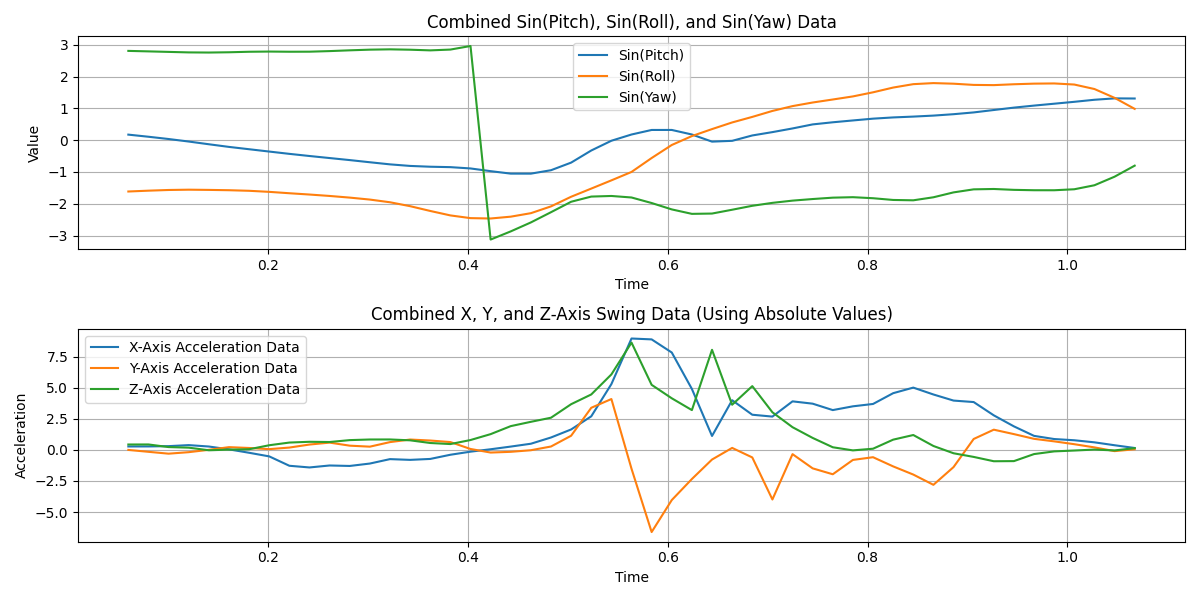 Combined Sin(Pitch), Sin(Roll), and Sin(Yaw) Data
Value
3
2
1
0
−1
−2
−3
Sin(Pitch)
Sin(Roll)
Sin(Yaw)
0.2 0.4 0.6 0.8 1.0
Time
Combined X, Y, and Z-Axis Swing Data (Using Absolute Values)
Acceleration
7.5
5.0
2.5
0.0
−2.5
−5.0
X-Axis Acceleration Data
Y-Axis Acceleration Data
Z-Axis Acceleration Data
0.2 0.4 0.6 0.8 1.0
Time